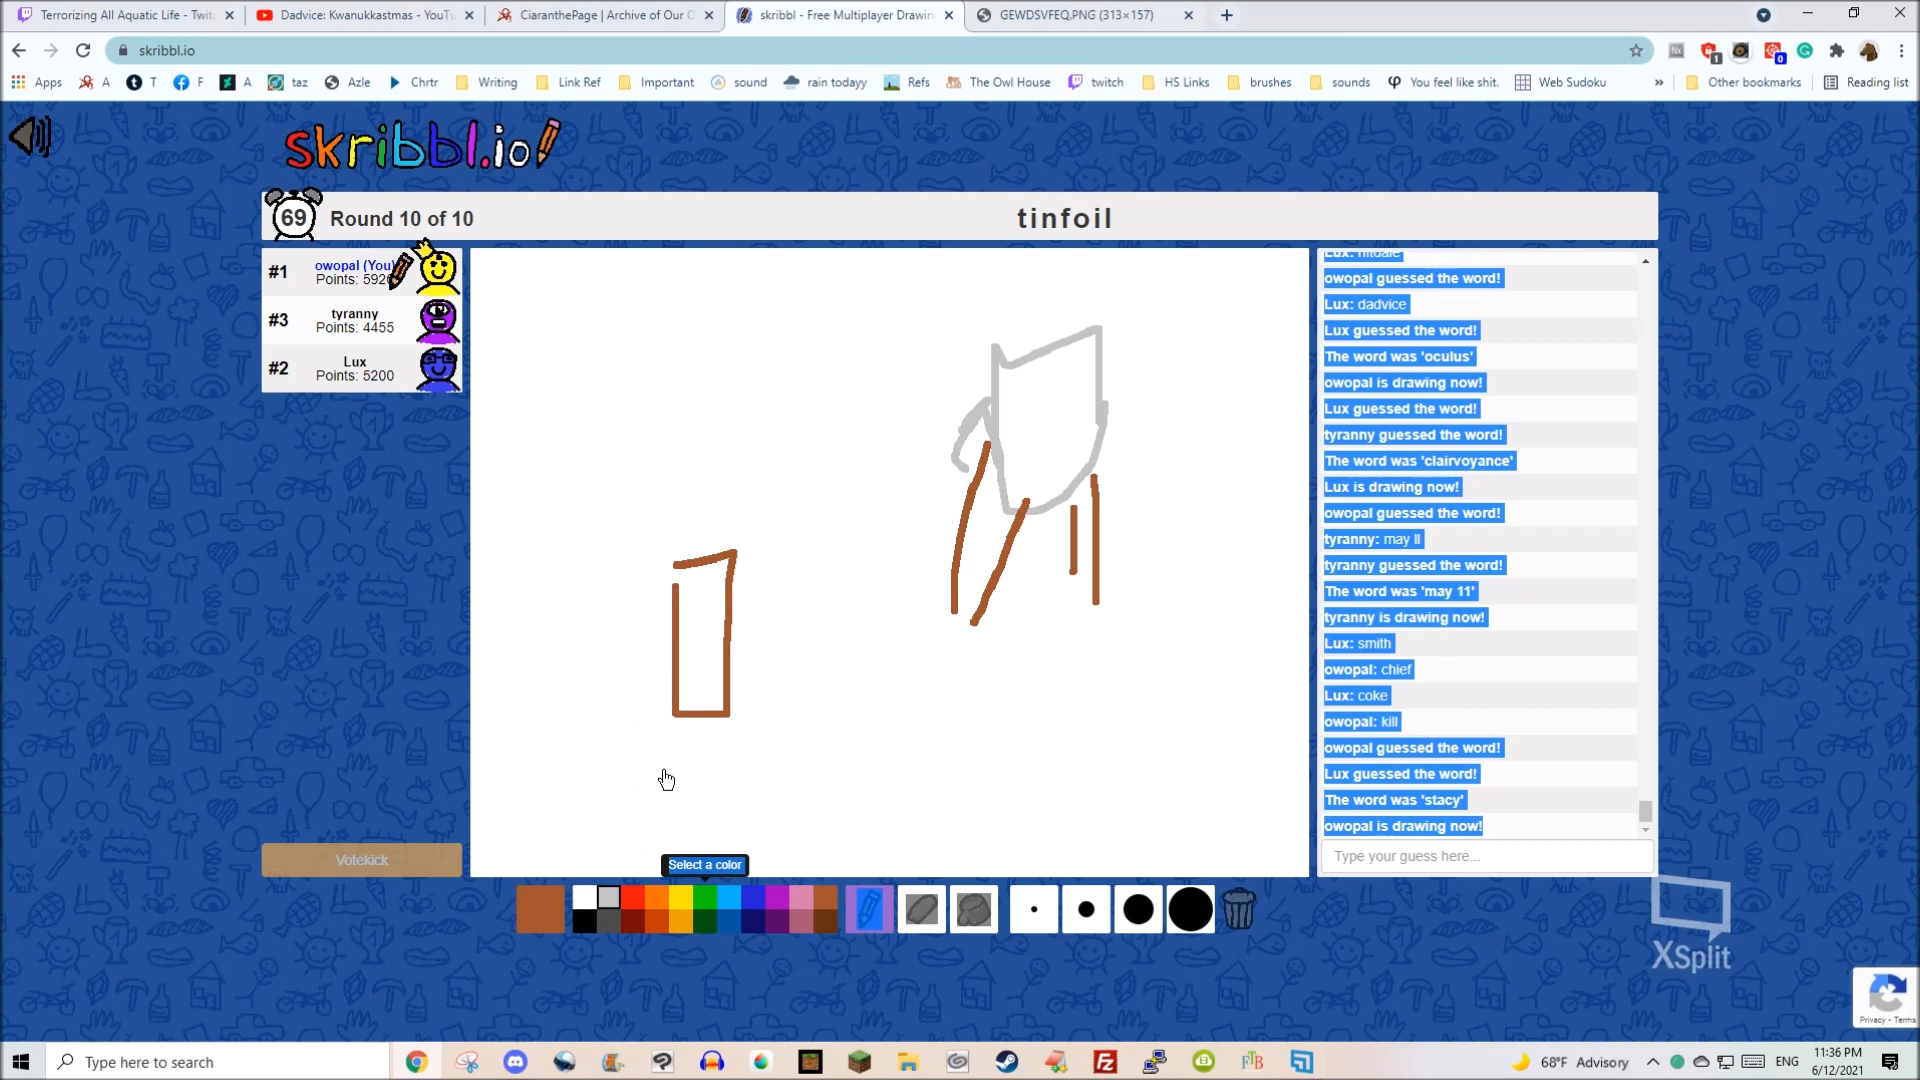 Terrorizing All Aquatic Life - Twit
Dadvice: Kwanukkastmas - YouTu
CiaranthePage | Archive of Our O
skribbl - Free Multiplayer Drawin
GEWDSVFEQ.PNG (313×157)
skribbl.io
Apps
A
T
F
A
taz
Azle
Chrtr
Writing
Link Ref
Important
sound
rain todayy
Refs
The Owl House
twitch
HS Links
brushes
sounds
You feel like shit.
Web Sudoku
»
Other bookmarks
Reading list
skribbl.io
69
Round 10 of 10
tinfoil
#1
owopal (You)
Points: 5926
#3
tyranny
Points: 4455
#2
Lux
Points: 5200
Votekick
owopal guessed the word!
Lux: dadvice
Lux guessed the word!
The word was 'oculus'
owopal is drawing now!
Lux guessed the word!
tyranny guessed the word!
The word was 'clairvoyance'
Lux is drawing now!
owopal guessed the word!
tyranny: may ll
tyranny guessed the word!
The word was 'may 11'
tyranny is drawing now!
Lux: smith
owopal: chief
Lux: coke
owopal: kill
owopal guessed the word!
Lux guessed the word!
The word was 'stacy'
owopal is drawing now!
Type your guess here...
Select a color
XSplit
Privacy - Terms
Type here to search
68°F Advisory
ENG
11:36 PM
6/12/2021